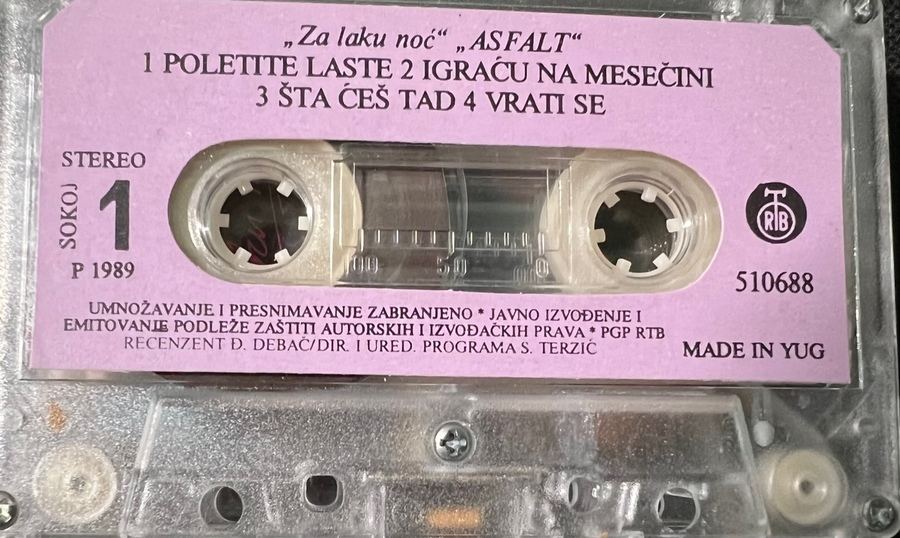 „Za laku noć“ „ASFALT“
1 POLETITE LASTE 2 IGRAĆU NA MESEČINI
3 ŠTA ĆEŠ TAD 4 VRATI SE
STEREO
SOKOJ
1
P 1989
00 50
RTB
510688
UMNOŽAVANJE I PRESNIMAVANJE ZABRANJENO * JAVNO IZVOĐENJE I
EMITOVANJE PODLEŽE ZAŠTITI AUTORSKIH I IZVOĐAČKIH PRAVA * PGP RTB
RECENZENT Đ. DEBAČ/DIR. I URED. PROGRAMA S. TERZIĆ
MADE IN YUG